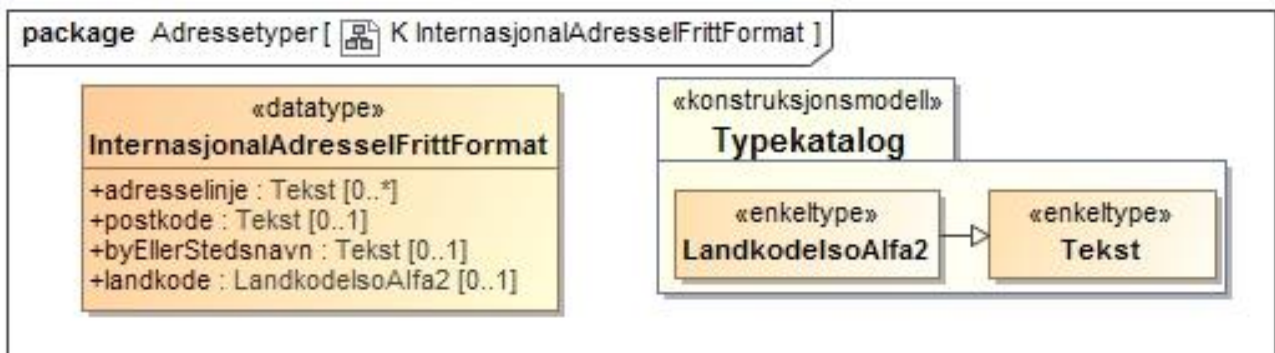 package Adressetyper [ K InternasjonalAdresseIFrittFormat ]
«datatype»
InternasjonalAdresseIFrittFormat
+adresselinje : Tekst [0..*]
+postkode : Tekst [0..1]
+byEllerStedsnavn : Tekst [0..1]
+landkode : LandkodeIsoAlfa2 [0..1]
«konstruksjonsmodell»
Typekatalog
«enkeltype»
LandkodeIsoAlfa2
«enkeltype»
Tekst